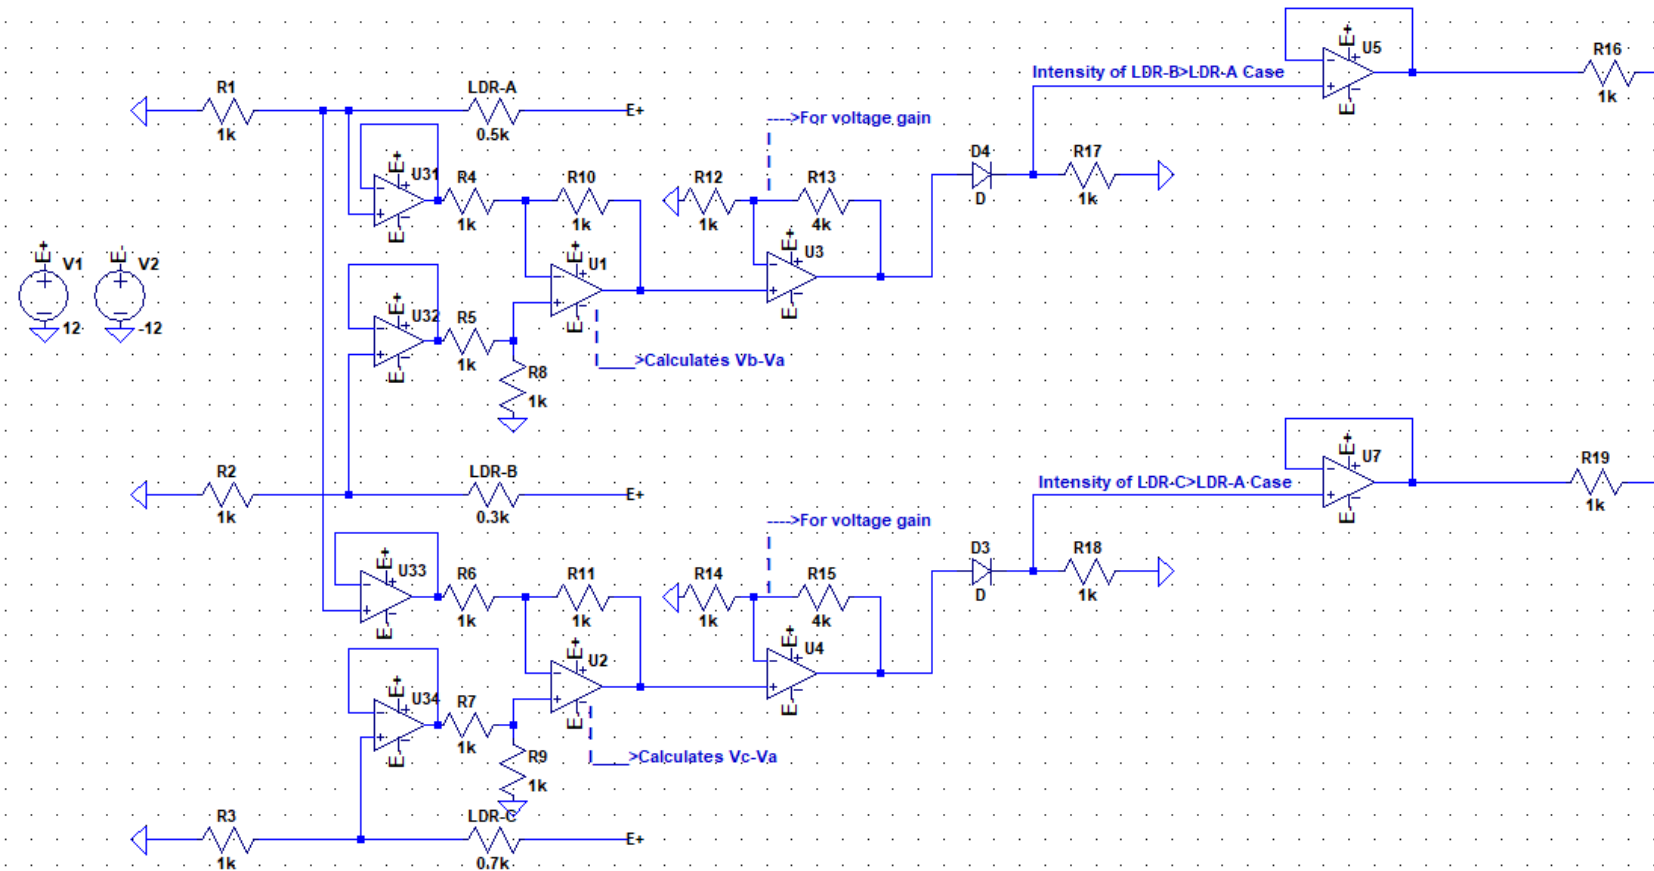 E+
U5
R16
1k
E-
Intensity of LDR-B>LDR-A Case
R1
1k
LDR-A
0.5k
E+
---->For voltage gain
E+
U31
E-
R4
1k
R10
1k
R12
1k
R13
4k
D4
D
R17
1k
E+
V1
12
E-
V2
-12
E+
U1
E-
E+
U3
E-
E+
U32
E-
R5
1k
R8
1k
>Calculates Vb-Va
R2
1k
LDR-B
0.3k
E+
E+
U7
E-
R19
1k
Intensity of LDR-C>LDR-A Case
---->For voltage gain
E+
U33
E-
R6
1k
R11
1k
R14
1k
R15
4k
D3
D
R18
1k
E+
U2
E-
E+
U4
E-
E+
U34
E-
R7
1k
R9
1k
>Calculates Vc-Va
R3
1k
LDR-C
0.7k
E+